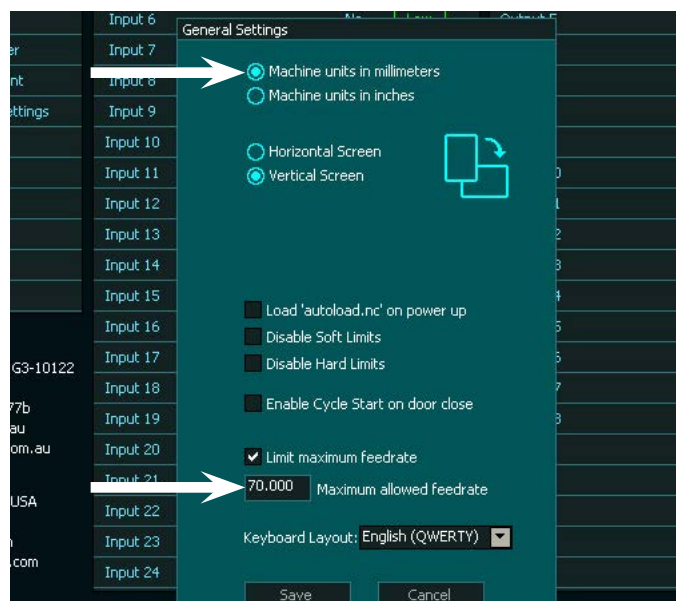 General Settings
Machine units in millimeters
Machine units in inches
Horizontal Screen
Vertical Screen
Load 'autoload.nc' on power up
Disable Soft Limits
Disable Hard Limits
Enable Cycle Start on door close
Limit maximum feedrate
70.000 Maximum allowed feedrate
Keyboard Layout: English (QWERTY)
Save Cancel
Input 6
Input 7
Input 8
Input 9
Input 10
Input 11
Input 12
Input 13
Input 14
Input 15
Input 16
Input 17
Input 18
Input 19
Input 20
Input 21
Input 22
Input 23
Input 24
er
nt
ettings
G3-10122
77b
au
om.au
USA
.com